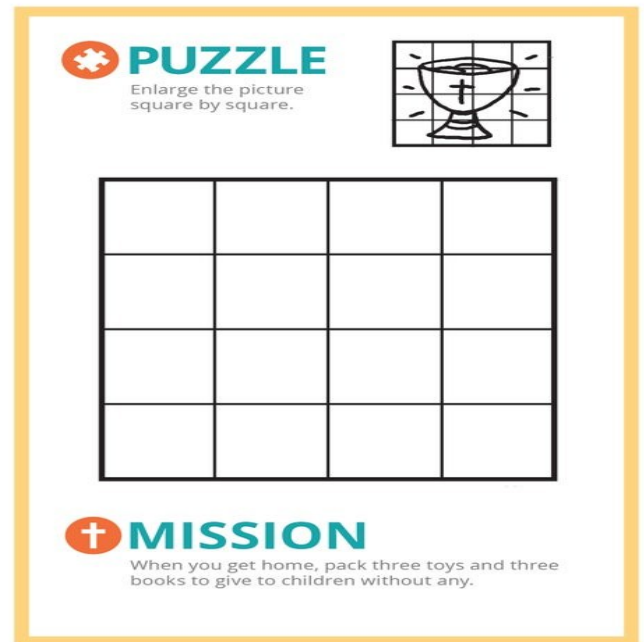 PUZZLE
Enlarge the picture
square by square.
MISSION
When you get home, pack three toys and three
books to give to children without any.